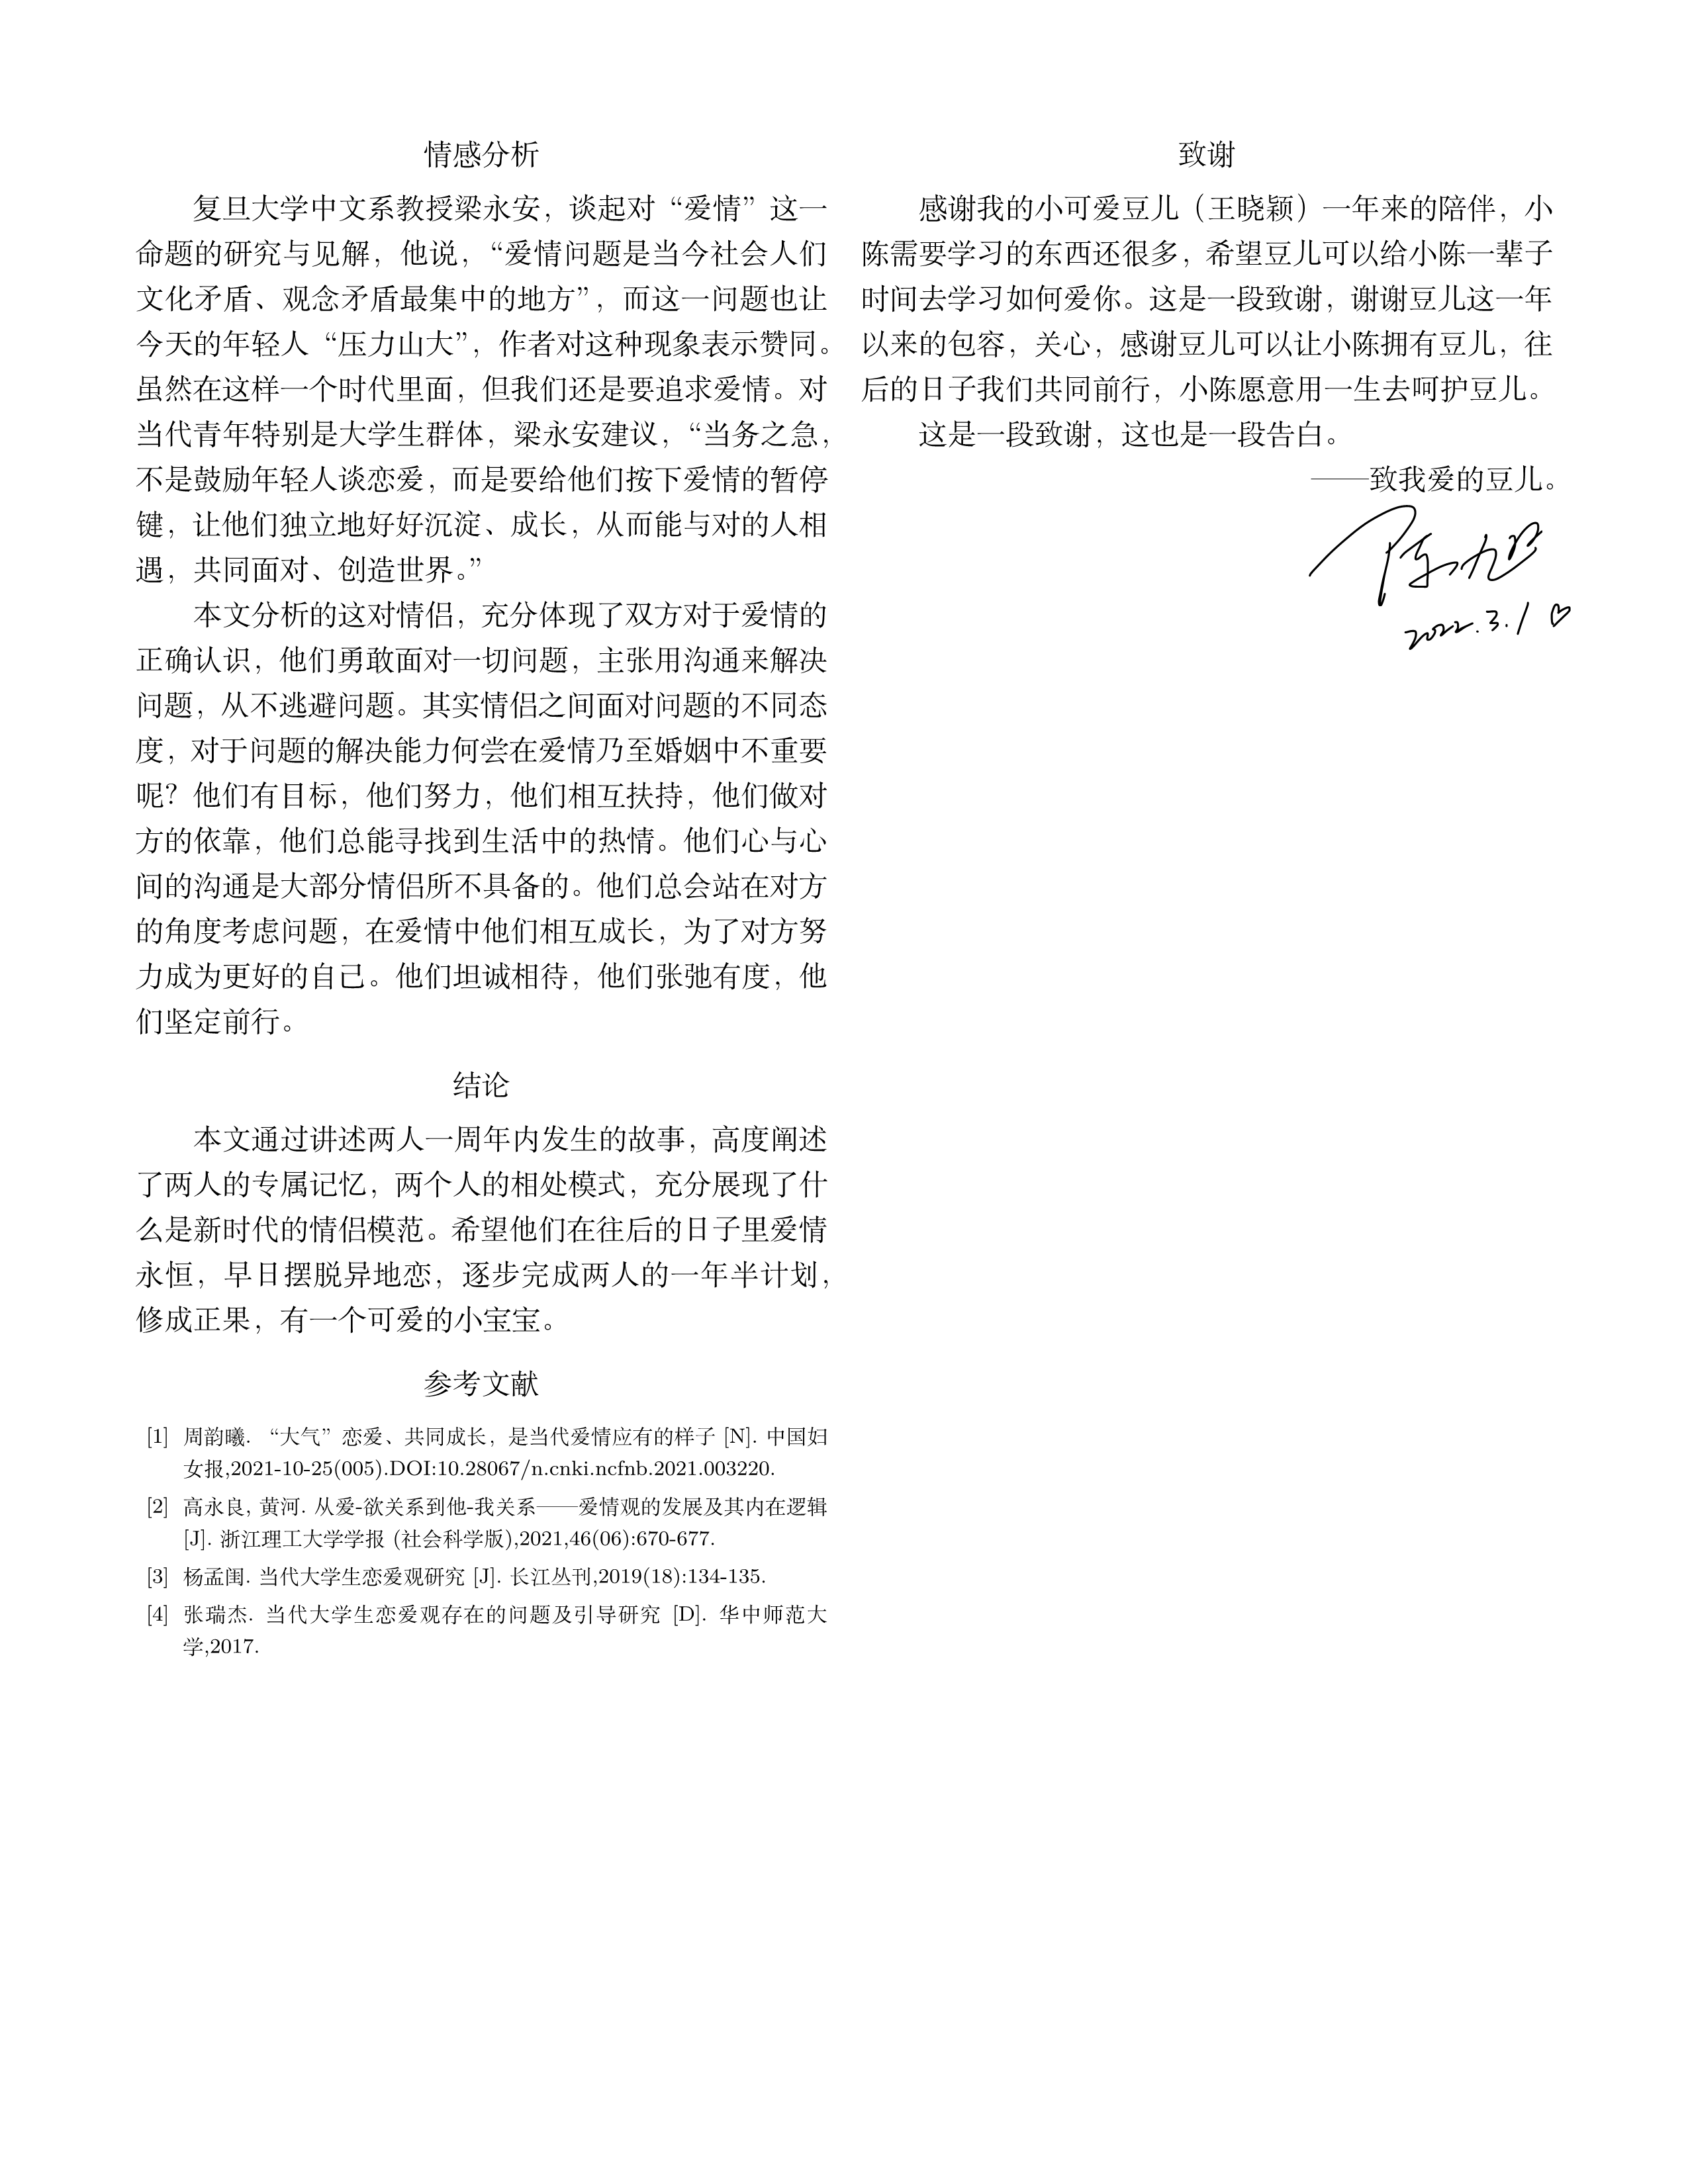 情感分析
复旦大学中文系教授梁永安，谈起对“爱情”这一
命题的研究与见解，他说，“爱情问题是当今社会人们
文化矛盾、观念矛盾最集中的地方”，而这一问题也让
今天的年轻人“压力山大”，作者对这种现象表示赞同。
虽然在这样一个时代里面，但我们还是要追求爱情。对
当代青年特别是大学生群体，梁永安建议，“当务之急，
不是鼓励年轻人谈恋爱，而是要给他们按下爱情的暂停
键，让他们独立地好好沉淀、成长，从而能与对的人相
遇，共同面对、创造世界。”
本文分析的这对情侣，充分体现了双方对于爱情的
正确认识，他们勇敢面对一切问题，主张用沟通来解决
问题，从不逃避问题。其实情侣之间面对问题的不同态
度，对于问题的解决能力何尝在爱情乃至婚姻中不重要
呢？他们有目标，他们努力，他们相互扶持，他们做对
方的依靠，他们总能寻找到生活中的热情。他们心与心
间的沟通是大部分情侣所不具备的。他们总会站在对方
的角度考虑问题，在爱情中他们相互成长，为了对方努
力成为更好的自己。他们坦诚相待，他们张弛有度，他
们坚定前行。
结论
本文通过讲述两人一周年内发生的故事，高度阐述
了两人的专属记忆，两个人的相处模式，充分展现了什
么是新时代的情侣模范。希望他们在往后的日子里爱情
永恒，早日摆脱异地恋，逐步完成两人的一年半计划，
修成正果，有一个可爱的小宝宝。
参考文献
[1] 周韵曦. “大气”恋爱、共同成长，是当代爱情应有的样子 [N]. 中国妇
女报,2021-10-25(005).DOI:10.28067/n.cnki.ncfnb.2021.003220.
[2] 高永良, 黄河. 从爱-欲关系到他-我关系——爱情观的发展及其内在逻辑
[J]. 浙江理工大学学报 (社会科学版),2021,46(06):670-677.
[3] 杨孟闺. 当代大学生恋爱观研究 [J]. 长江丛刊,2019(18):134-135.
[4] 张瑞杰. 当代大学生恋爱观存在的问题及引导研究 [D]. 华中师范大
学,2017.
致谢
感谢我的小可爱豆儿（王晓颖）一年来的陪伴，小
陈需要学习的东西还很多，希望豆儿可以给小陈一辈子
时间去学习如何爱你。这是一段致谢，谢谢豆儿这一年
以来的包容，关心，感谢豆儿可以让小陈拥有豆儿，往
后的日子我们共同前行，小陈愿意用一生去呵护豆儿。
这是一段致谢，这也是一段告白。
——致我爱的豆儿。
陈旭
2022.3.1 ♡